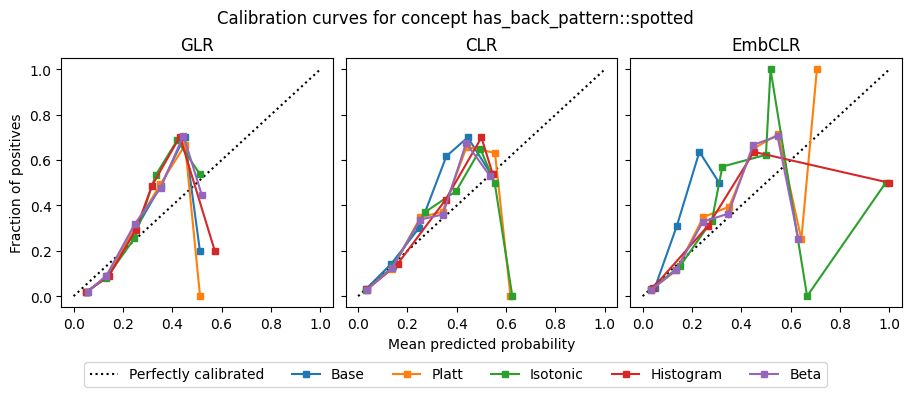 Calibration curves for concept has_back_pattern::spotted
GLR
CLR
EmbCLR
Fraction of positives
1.0
0.8
0.6
0.4
0.2
0.0
0.0 0.2 0.4 0.6 0.8 1.0
0.0 0.2 0.4 0.6 0.8 1.0
0.0 0.2 0.4 0.6 0.8 1.0
Mean predicted probability
Perfectly calibrated Base Platt Isotonic Histogram Beta